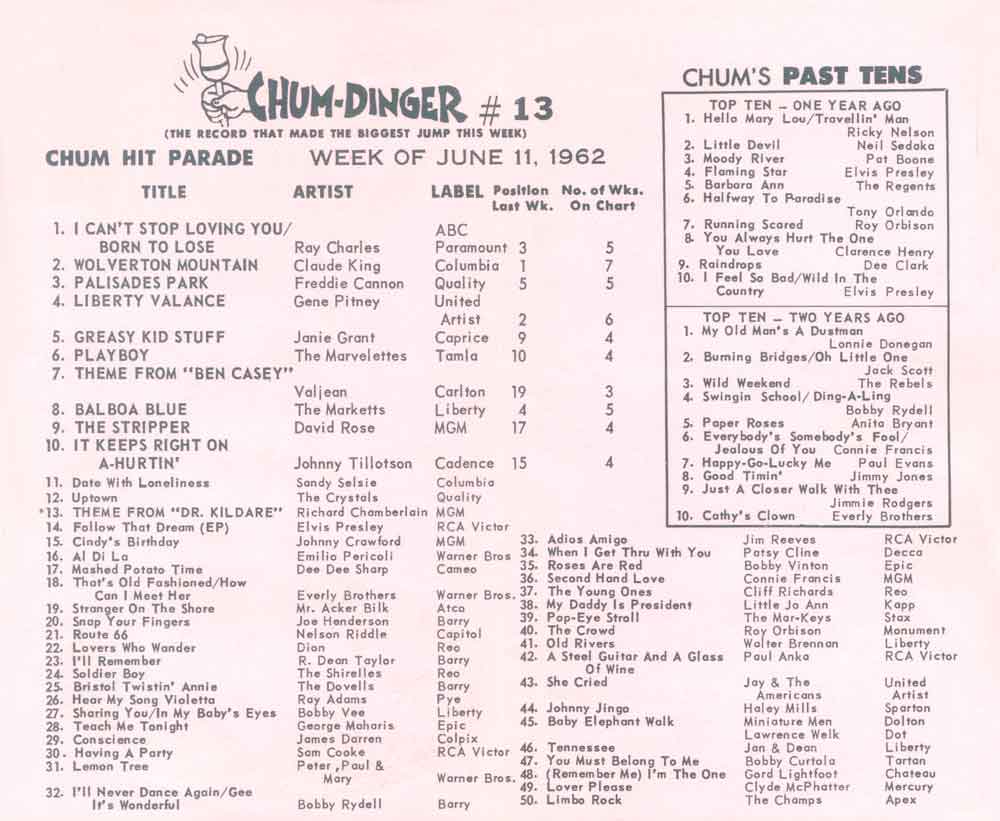 CHUM-DINGER # 13
(THE RECORD THAT MADE THE BIGGEST JUMP THIS WEEK)
CHUM HIT PARADE WEEK OF JUNE 11, 1962
TITLE ARTIST LABEL Position Last Wk. No. of Wks. On Chart
1. I CAN'T STOP LOVING YOU/ ABC
BORN TO LOSE Ray Charles Paramount 3 5
2. WOLVERTON MOUNTAIN Claude King Columbia 1 7
3. PALISADES PARK Freddie Cannon Quality 5 5
4. LIBERTY VALANCE Gene Pitney United
Artist 2 6
5. GREASY KID STUFF Janie Grant Caprice 9 4
6. PLAYBOY The Marvelettes Tamla 10 4
7. THEME FROM "BEN CASEY"
Valjean Carlton 19 3
8. BALBOA BLUE The Marketts Liberty 4 5
9. THE STRIPPER David Rose MGM 17 4
10. IT KEEPS RIGHT ON
A-HURTIN' Johnny Tillotson Cadence 15 4
11. Date With Loneliness Sandy Selsie Columbia
12. Uptown The Crystals Quality
*13. THEME FROM "DR. KILDARE" Richard Chamberlain MGM
14. Follow That Dream (EP) Elvis Presley RCA Victor
15. Cindy's Birthday Johnny Crawford MGM
16. Al Di La Emilio Pericoli Warner Bros
17. Mashed Potato Time Dee Dee Sharp Cameo
18. That's Old Fashioned/How
Can I Meet Her Everly Brothers Warner Bros.
19. Stranger On The Shore Mr. Acker Bilk Atco
20. Snap Your Fingers Joe Henderson Barry
21. Route 66 Nelson Riddle Capitol
22. Lovers Who Wander Dion Reo
23. I'll Remember R. Dean Taylor Barry
24. Soldier Boy The Shirelles Reo
25. Bristol Twistin' Annie The Dovells Barry
26. Hear My Song Violetta Ray Adams Pye
27. Sharing You/In My Baby's Eyes Bobby Vee Liberty
28. Teach Me Tonight George Maharis Epic
29. Conscience James Darren Colpix
30. Having A Party Sam Cooke RCA Victor
31. Lemon Tree Peter, Paul &
Mary Warner Bros.
32. I'll Never Dance Again/Gee
It's Wonderful Bobby Rydell Barry
CHUM'S PAST TENS
TOP TEN – ONE YEAR AGO
1. Hello Mary Lou/Travellin' Man
Ricky Nelson
2. Little Devil Neil Sedaka
3. Moody River Pat Boone
4. Flaming Star Elvis Presley
5. Barbara Ann The Regents
6. Halfway To Paradise
Tony Orlando
7. Running Scared Roy Orbison
8. You Always Hurt The One
You Love Clarence Henry
9. Raindrops Dee Clark
10. I Feel So Bad/Wild In The
Country Elvis Presley
TOP TEN – TWO YEARS AGO
1. My Old Man's A Dustman
Lonnie Donegan
2. Burning Bridges/Oh Little One
Jack Scott
3. Wild Weekend The Rebels
4. Swingin School/Ding-A-Ling
Bobby Rydell
5. Paper Roses Anita Bryant
6. Everybody's Somebody's Fool/
Jealous Of You Connie Francis
7. Happy-Go-Lucky Me Paul Evans
8. Good Timin' Jimmy Jones
9. Just A Closer Walk With Thee
Jimmie Rodgers
10. Cathy's Clown Everly Brothers
33. Adios Amigo Jim Reeves RCA Victor
34. When I Get Thru With You Patsy Cline Decca
35. Roses Are Red Bobby Vinton Epic
36. Second Hand Love Connie Francis MGM
37. The Young Ones Cliff Richards Reo
38. My Daddy Is President Little Jo Ann Kapp
39. Pop-Eye Stroll The Mar-Keys Stax
40. The Crowd Roy Orbison Monument
41. Old Rivers Walter Brennan Liberty
42. A Steel Guitar And A Glass Paul Anka RCA Victor
Of Wine
43. She Cried Jay & The United
Americans Artist
44. Johnny Jingo Haley Mills Sparton
45. Baby Elephant Walk Miniature Men Dolton
Lawrence Welk Dot
46. Tennessee Jan & Dean Liberty
47. You Must Belong To Me Bobby Curtola Tartan
48. (Remember Me) I'm The One Gord Lightfoot Chateau
49. Lover Please Clyde McPhatter Mercury
50. Limbo Rock The Champs Apex